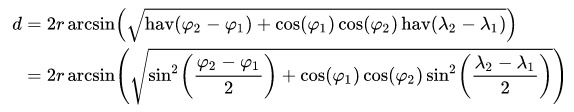 d = 2r arcsin(√(hav(φ₂ − φ₁) + cos(φ₁) cos(φ₂) hav(λ₂ − λ₁)))
= 2r arcsin(√(sin²((φ₂ − φ₁)/2) + cos(φ₁) cos(φ₂) sin²((λ₂ − λ₁)/2)))